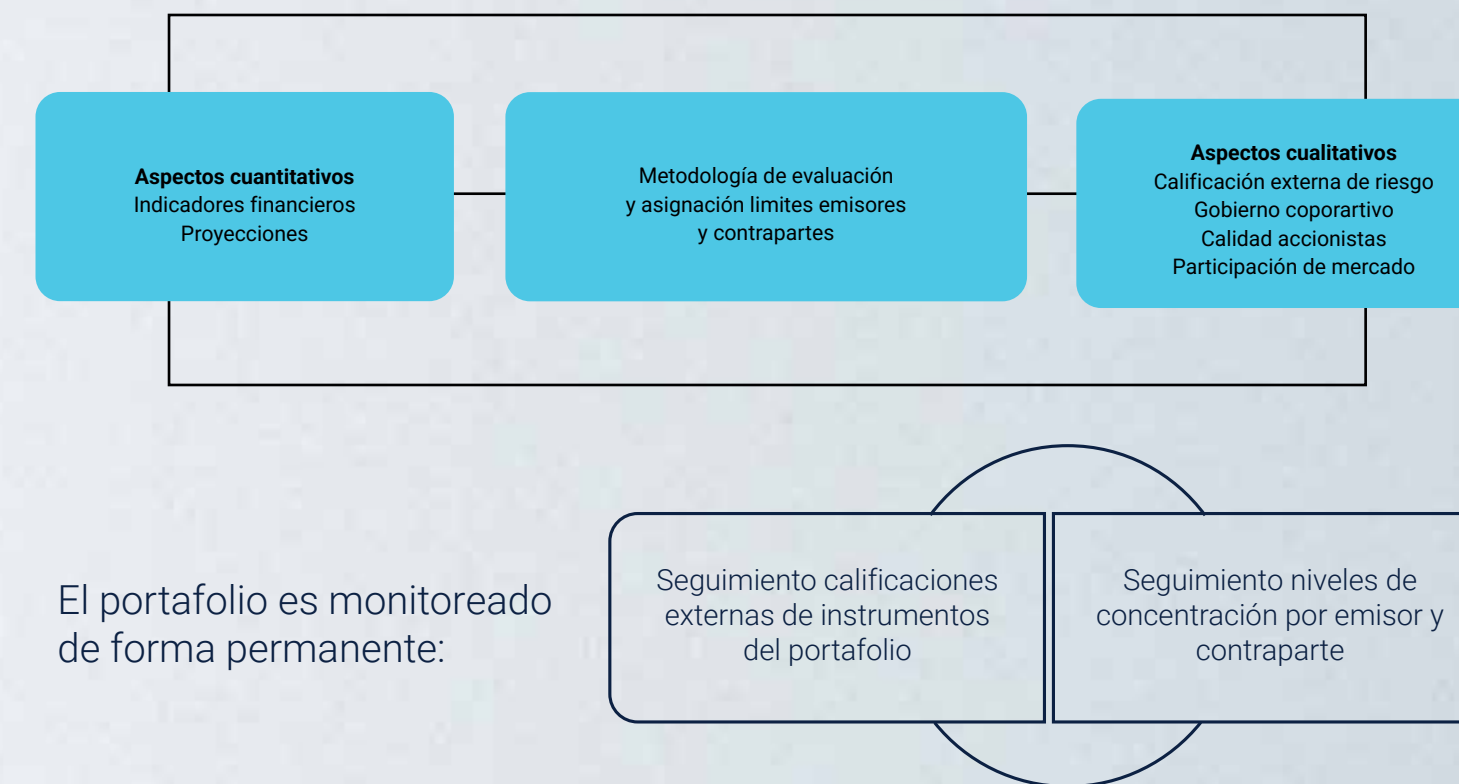 Aspectos cuantitativos
Indicadores financieros
Proyecciones
Metodología de evaluación
y asignación limites emisores
y contrapartes
Aspectos cualitativos
Calificación externa de riesgo
Gobierno coporartivo
Calidad accionistas
Participación de mercado
El portafolio es monitoreado
de forma permanente:
Seguimiento calificaciones
externas de instrumentos
del portafolio
Seguimiento niveles de
concentración por emisor y
contraparte